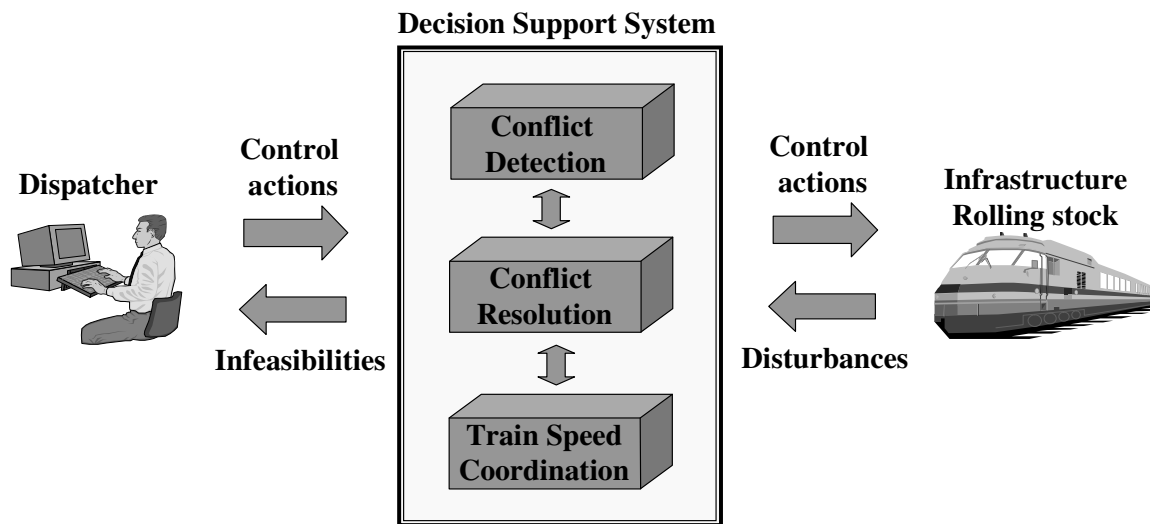 Decision Support System
Dispatcher
Control
actions
Infeasibilities
Conflict
Detection
Conflict
Resolution
Train Speed
Coordination
Control
actions
Disturbances
Infrastructure
Rolling stock